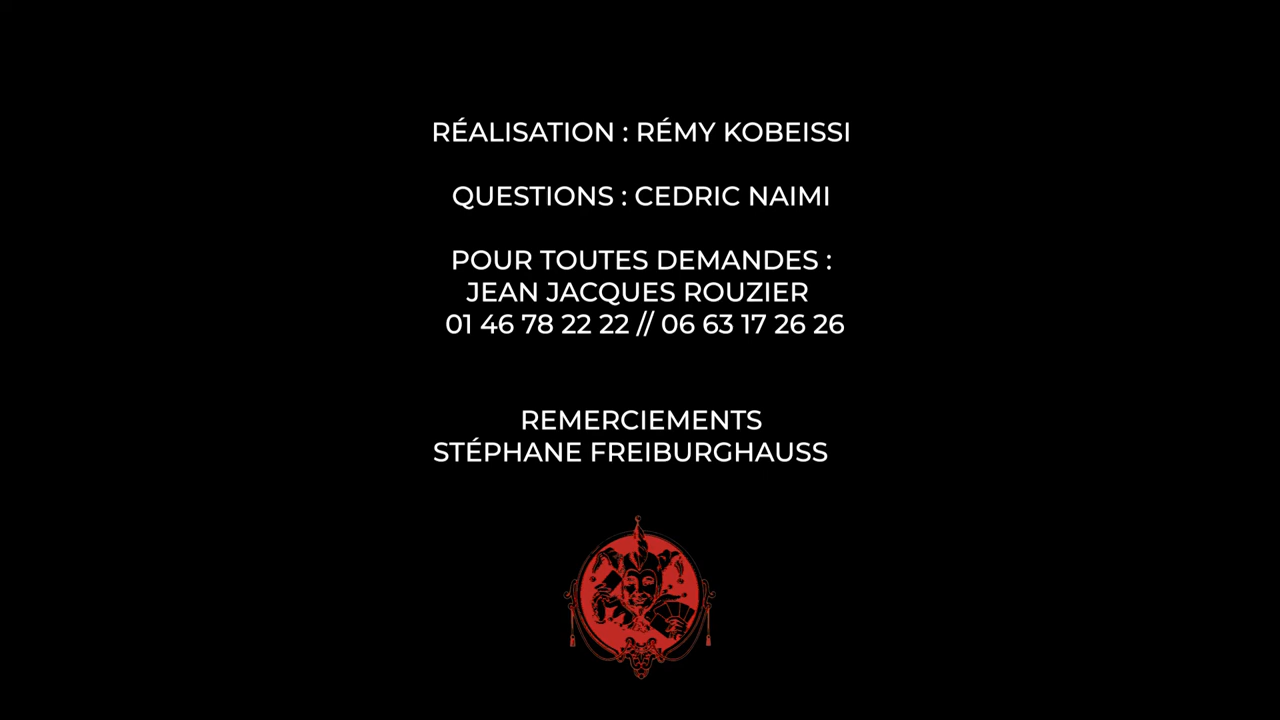 RÉALISATION : RÉMY KOBEISSI
QUESTIONS : CEDRIC NAIMI
POUR TOUTES DEMANDES :
JEAN JACQUES ROUZIER
01 46 78 22 22 // 06 63 17 26 26
REMERCIEMENTS
STÉPHANE FREIBURGHAUSS